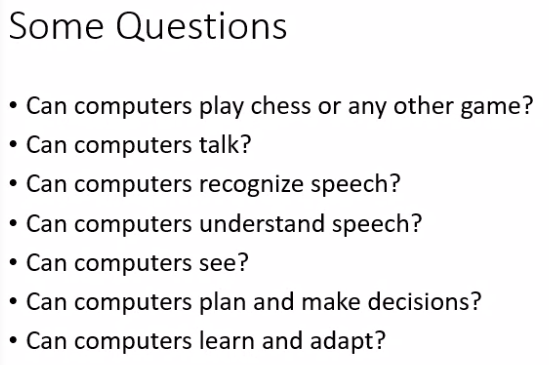 Some Questions
• Can computers play chess or any other game?
• Can computers talk?
• Can computers recognize speech?
• Can computers understand speech?
• Can computers see?
• Can computers plan and make decisions?
• Can computers learn and adapt?